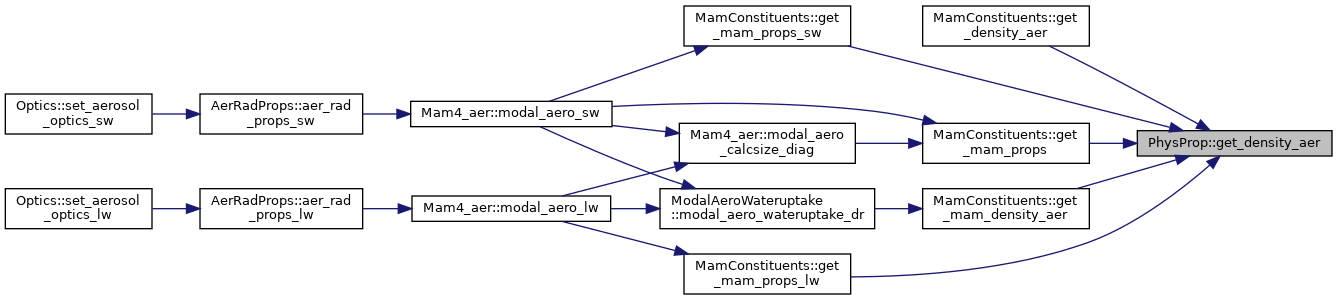 MamConstituents::get
_mam_props_sw
MamConstituents::get
_density_aer
Optics::set_aerosol
_optics_sw
AerRadProps::aer_rad
_props_sw
Mam4_aer::modal_aero_sw
Mam4_aer::modal_aero
_calcsize_diag
MamConstituents::get
_mam_props
PhysProp::get_density_aer
Optics::set_aerosol
_optics_lw
AerRadProps::aer_rad
_props_lw
Mam4_aer::modal_aero_lw
ModalAeroWateruptake
::modal_aero_wateruptake_dr
MamConstituents::get
_mam_density_aer
MamConstituents::get
_mam_props_lw